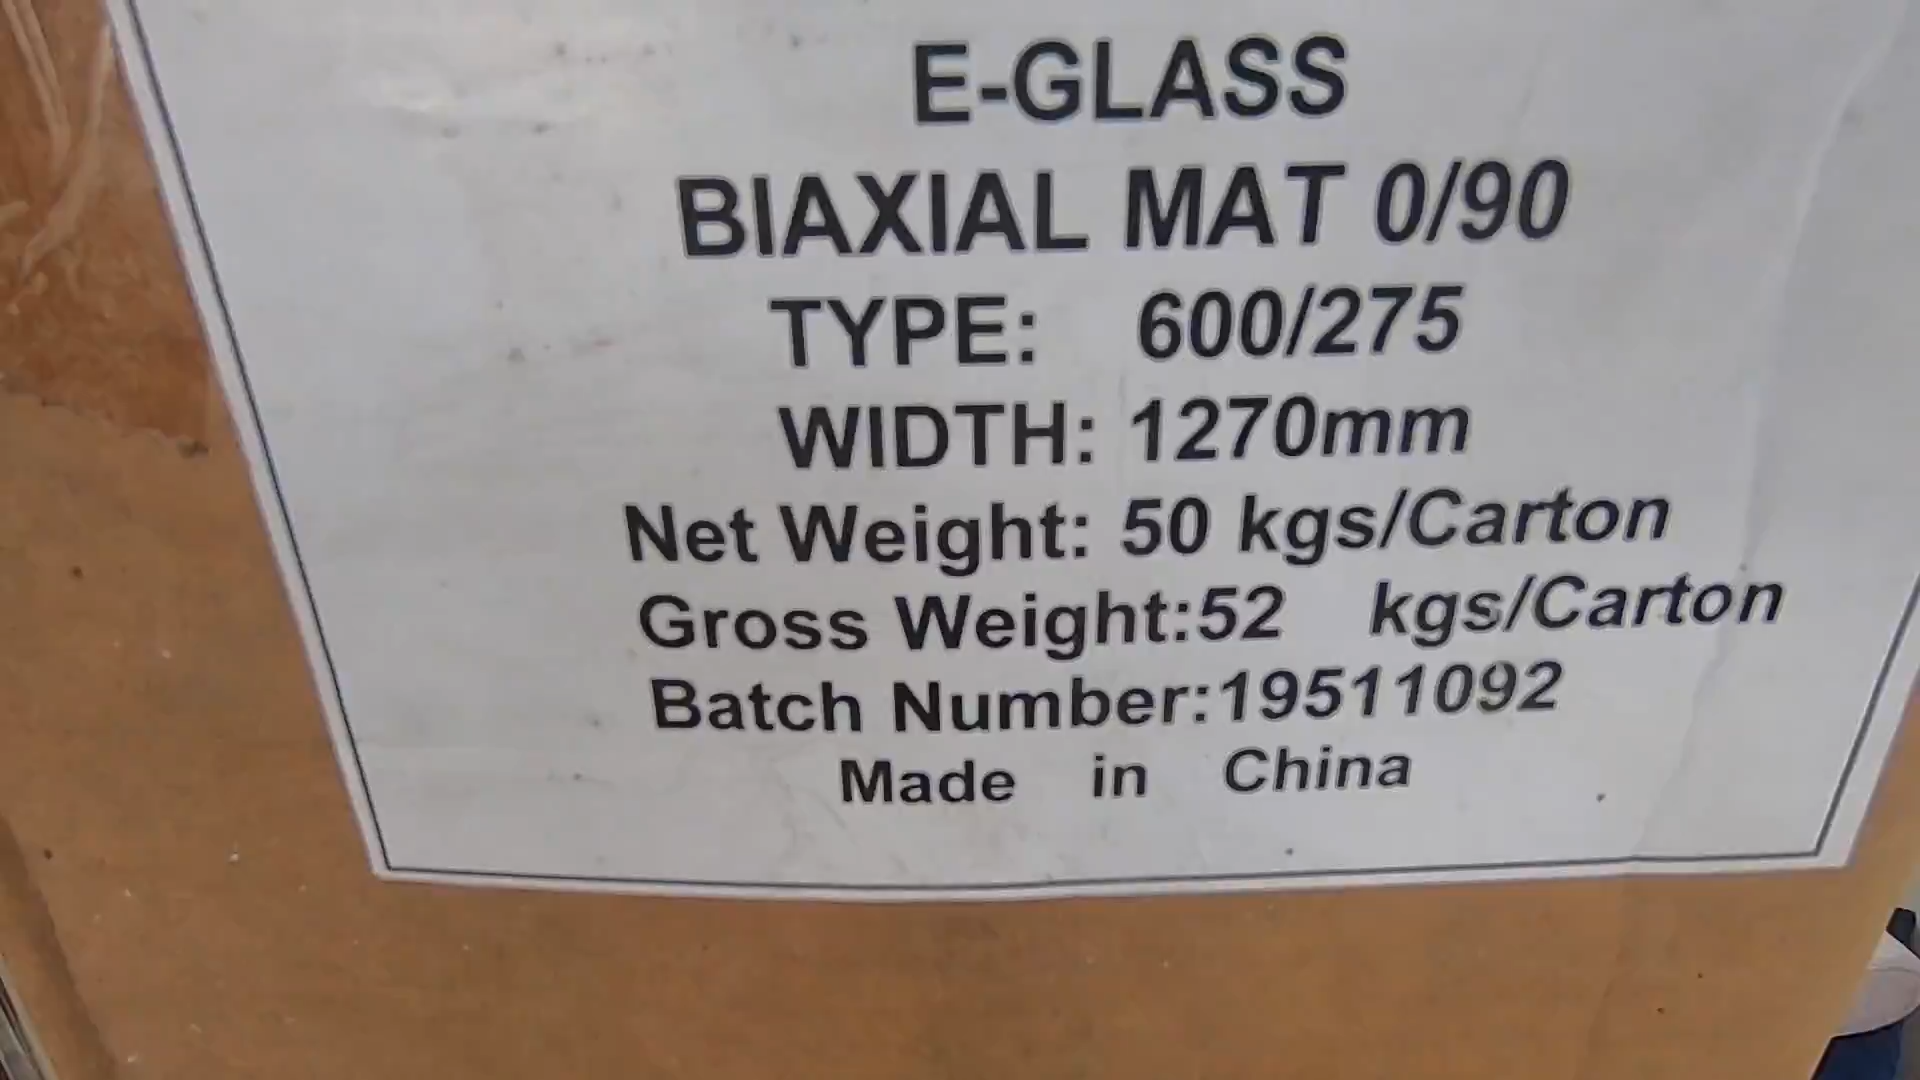 E-GLASS
BIAXIAL MAT 0/90
TYPE: 600/275
WIDTH: 1270mm
Net Weight: 50 kgs/Carton
Gross Weight:52 kgs/Carton
Batch Number:19511092
Made in China